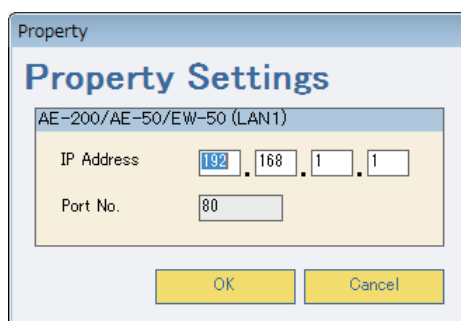 Property
Property Settings
AE-200/AE-50/EW-50 (LAN1)
IP Address 192 . 168 . 1 . 1
Port No. 80
OK Cancel